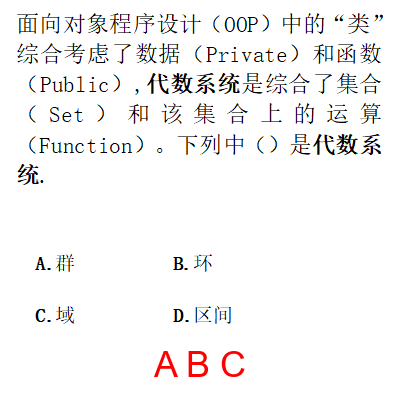 面向对象程序设计（OOP）中的“类”
综合考虑了数据（Private）和函数
（Public）,代数系统是综合了集合
（Set）和该集合上的运算
（Function）。下列中（）是代数系
统.
A.群 B.环
C.域 D.区间
A B C